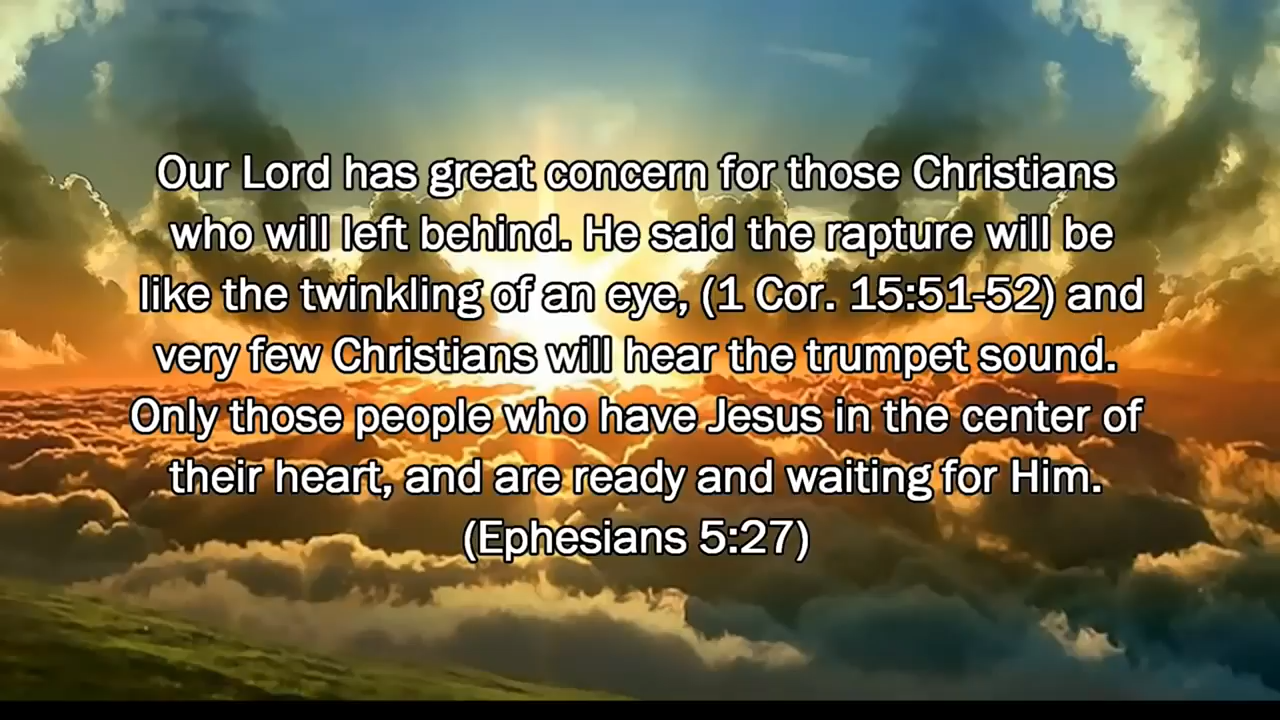 Our Lord has great concern for those Christians
who will left behind. He said the rapture will be
like the twinkling of an eye, (1 Cor. 15:51-52) and
very few Christians will hear the trumpet sound.
Only those people who have Jesus in the center of
their heart, and are ready and waiting for Him.
(Ephesians 5:27)